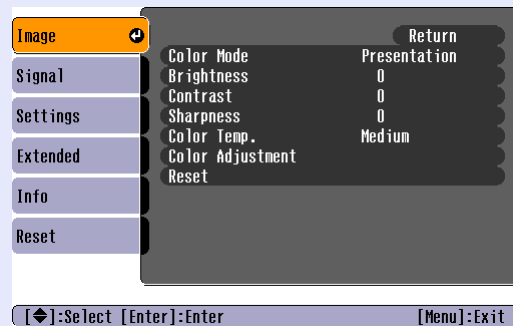 Image
Signal
Settings
Extended
Info
Reset
Return
Color Mode Presentation
Brightness 0
Contrast 0
Sharpness 0
Color Temp. Medium
Color Adjustment
Reset
[◆]:Select [Enter]:Enter [Menu]:Exit